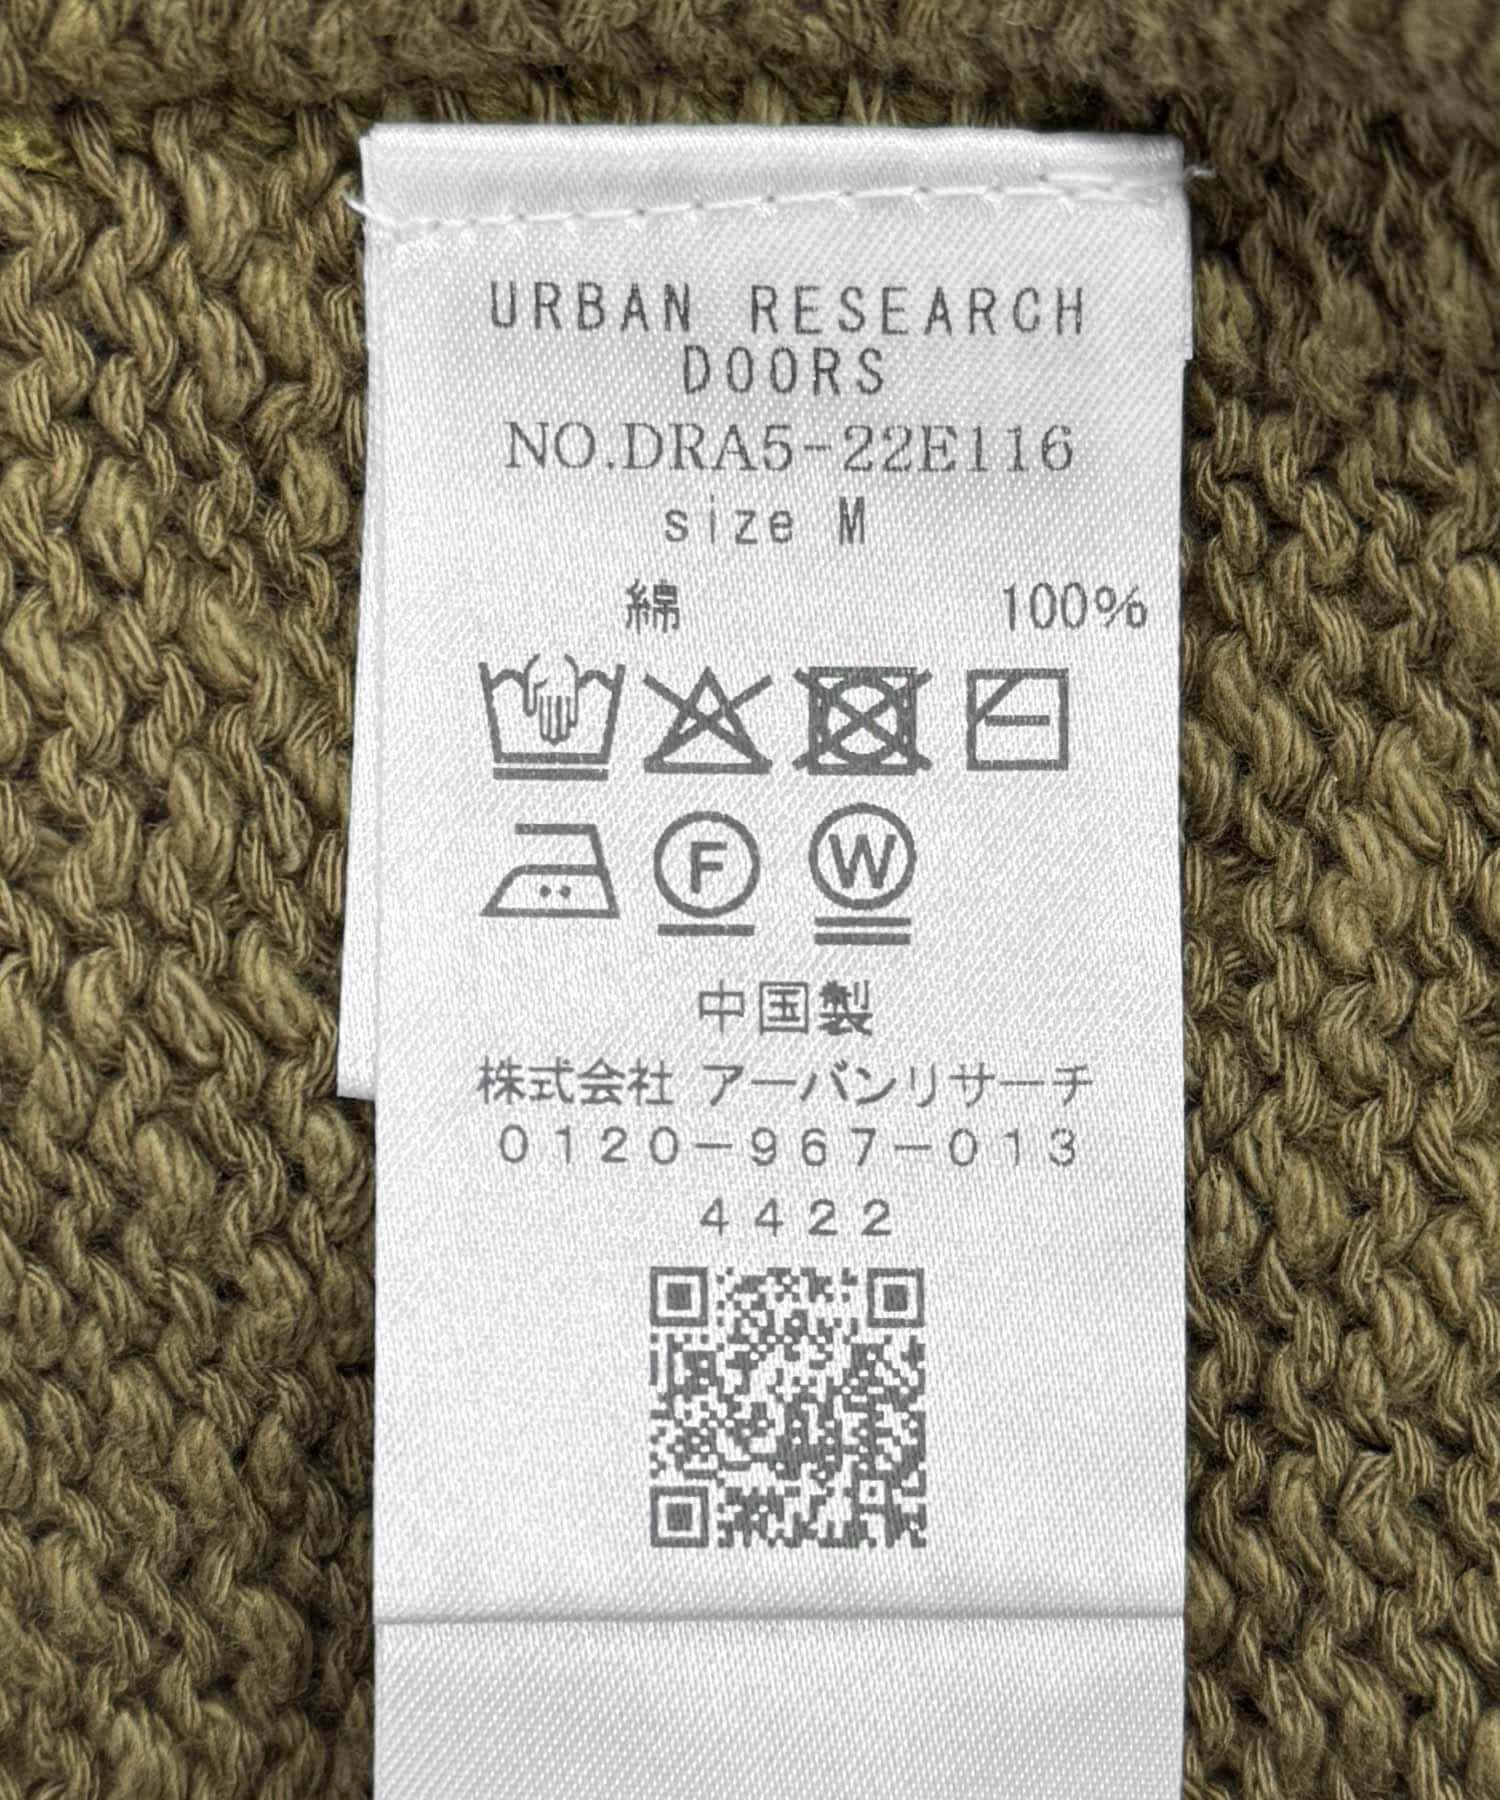 URBAN RESEARCH
DOORS
NO.DRA5-22E116
size M
綿 100%
F W
中国製
株式会社 アーバンリサーチ
0120-967-013
4422